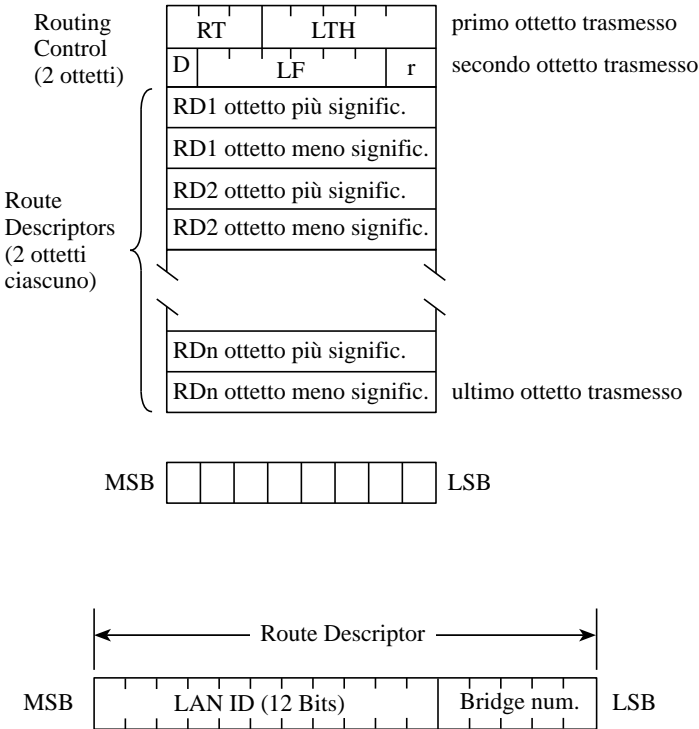 Routing
Control
(2 ottetti)
RT LTH
primo ottetto trasmesso
D LF r
secondo ottetto trasmesso
RD1 ottetto più signific.
RD1 ottetto meno signific.
RD2 ottetto più signific.
RD2 ottetto meno signific.
Route
Descriptors
(2 ottetti
ciascuno)
RDn ottetto più signific.
RDn ottetto meno signific.
ultimo ottetto trasmesso
MSB LSB
Route Descriptor
MSB LAN ID (12 Bits) Bridge num. LSB